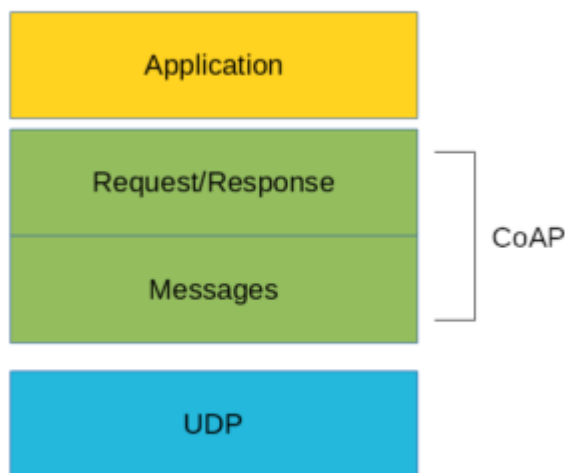 Application
Request/Response
CoAP
Messages
UDP